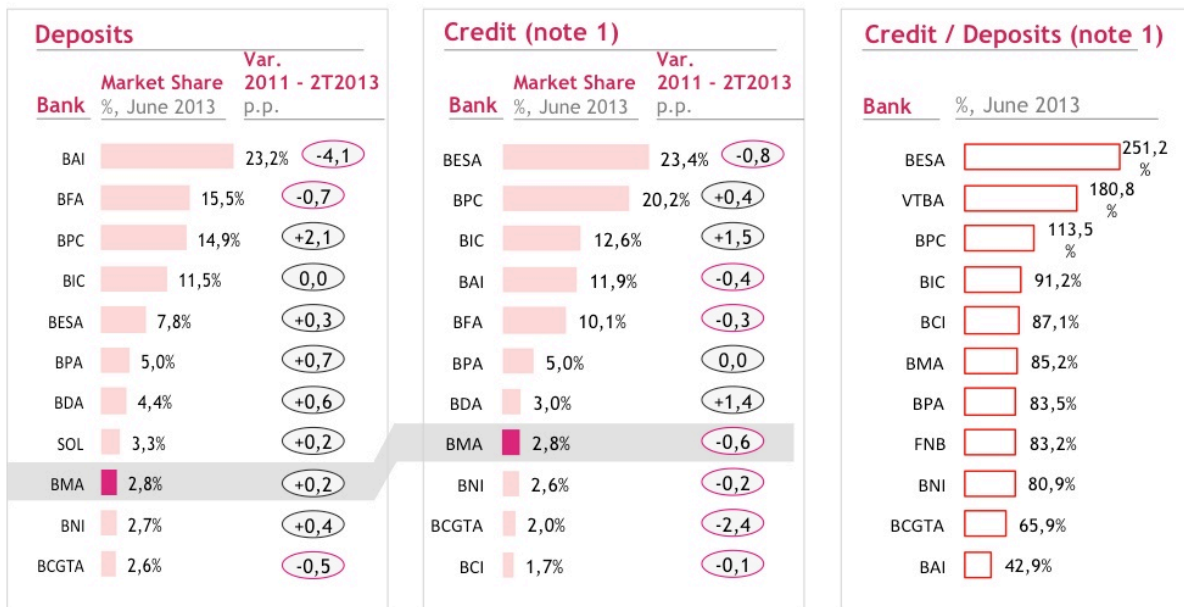 Deposits
Market Share
%, June 2013
Var.
2011 - 2T2013
p.p.
Bank
BAI 23,2% -4,1
BFA 15,5% -0,7
BPC 14,9% +2,1
BIC 11,5% 0,0
BESA 7,8% +0,3
BPA 5,0% +0,7
BDA 4,4% +0,6
SOL 3,3% +0,2
BMA 2,8% +0,2
BNI 2,7% +0,4
BCGTA 2,6% -0,5
Credit (note 1)
Market Share
%, June 2013
Var.
2011 - 2T2013
p.p.
Bank
BESA 23,4% -0,8
BPC 20,2% +0,4
BIC 12,6% +1,5
BAI 11,9% -0,4
BFA 10,1% -0,3
BPA 5,0% 0,0
BDA 3,0% +1,4
BMA 2,8% -0,6
BNI 2,6% -0,2
BCGTA 2,0% -2,4
BCI 1,7% -0,1
Credit / Deposits (note 1)
Bank %, June 2013
BESA 251,2
%
VTBA 180,8
%
BPC 113,5
%
BIC 91,2%
BCI 87,1%
BMA 85,2%
BPA 83,5%
FNB 83,2%
BNI 80,9%
BCGTA 65,9%
BAI 42,9%